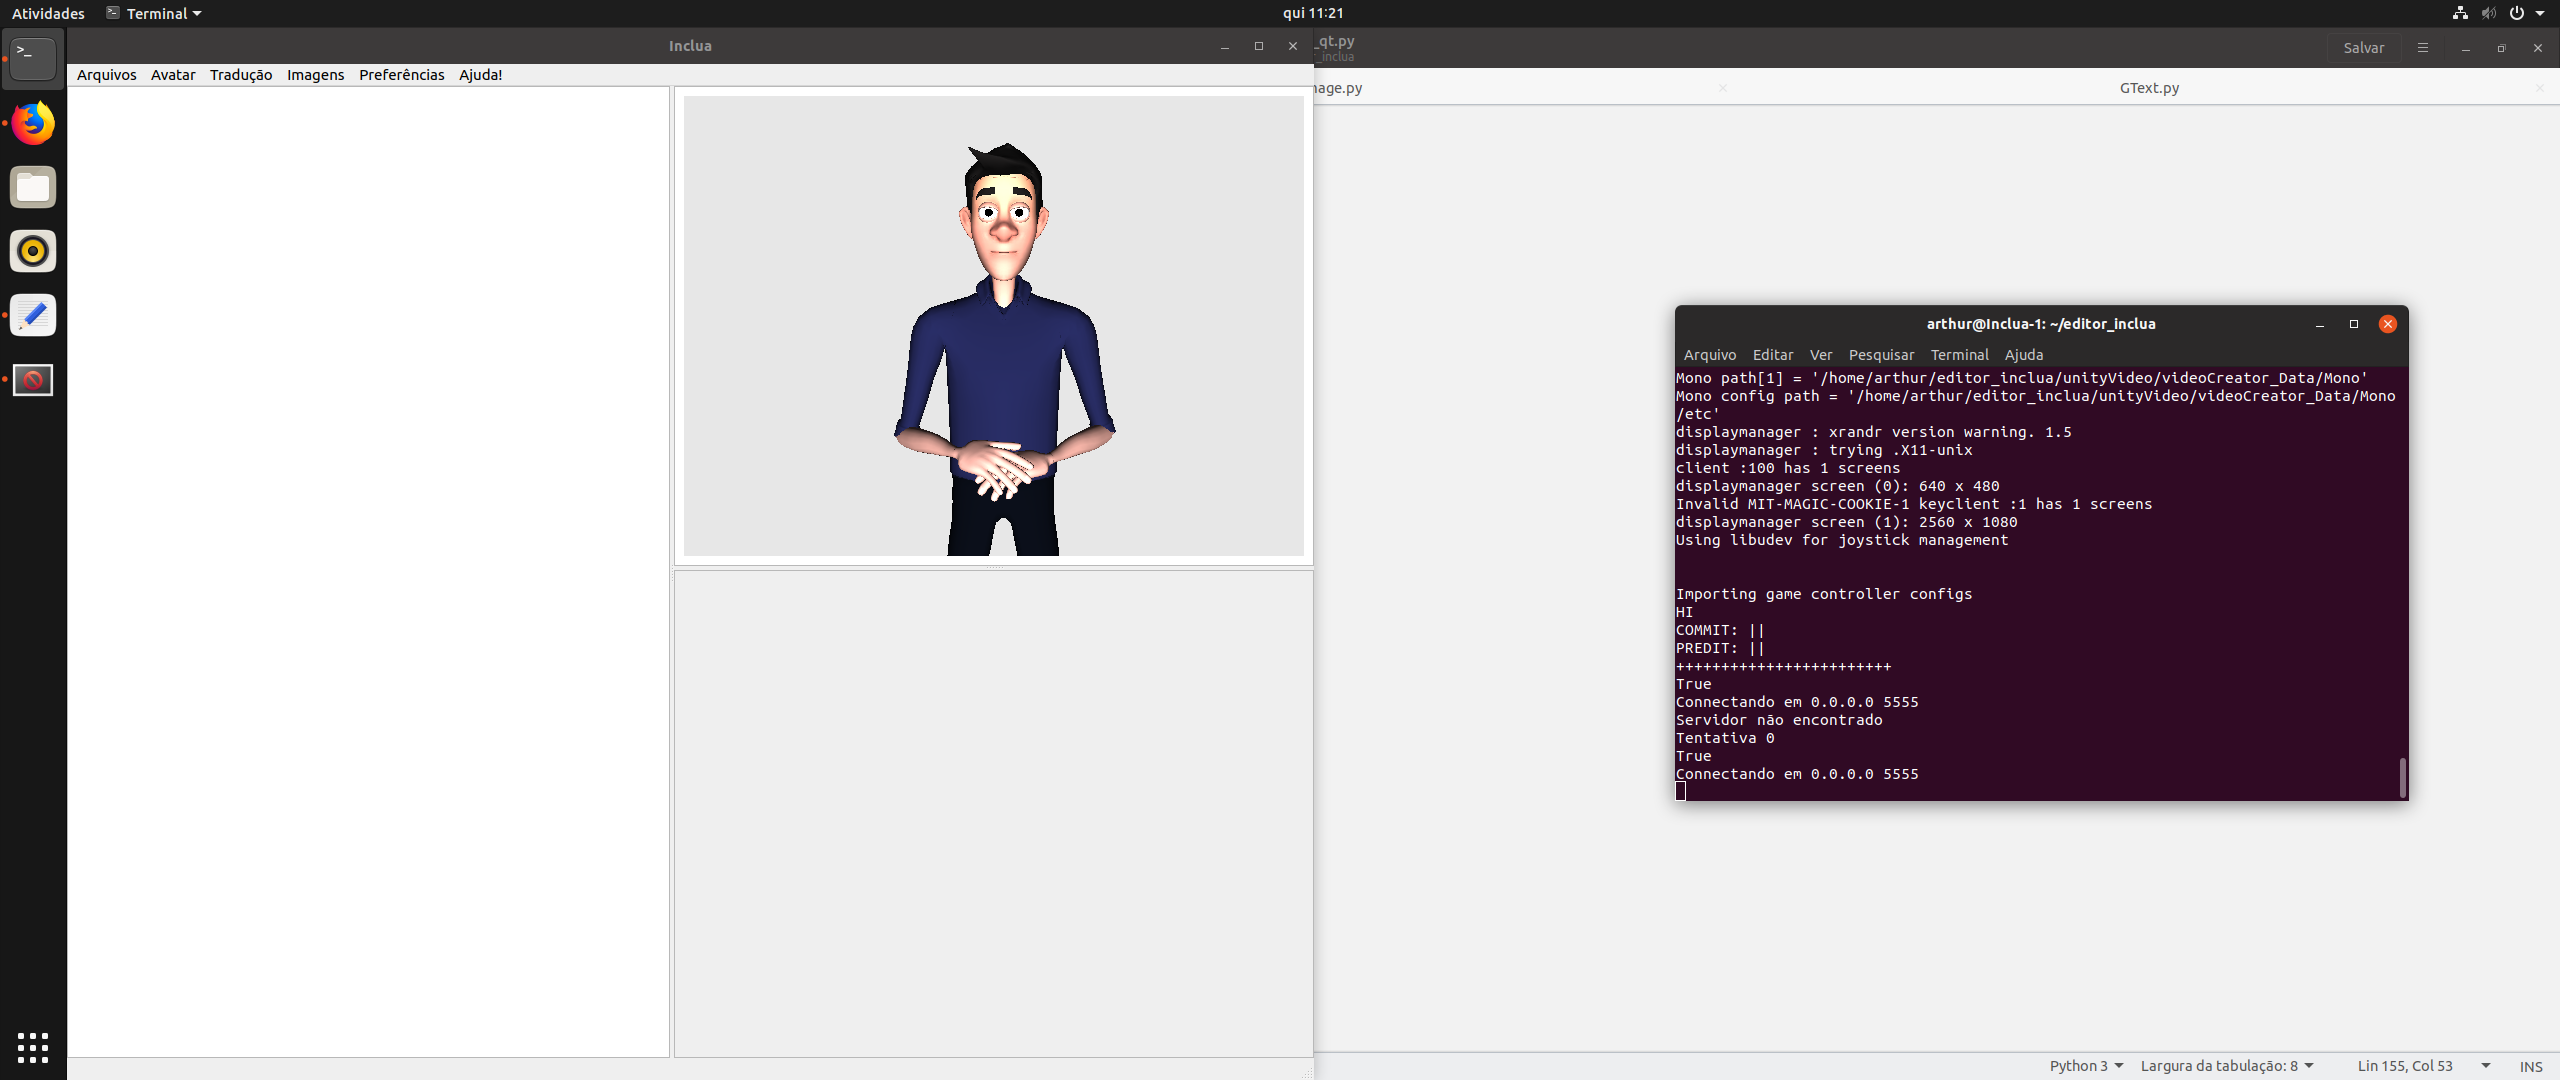 Atividades
Terminal
qui 11:21
Inclua
Arquivos Avatar Tradução Imagens Preferências Ajuda!
_qt.py
_inclua
Salvar
age.py
GText.py
arthur@Inclua-1: ~/editor_inclua
Arquivo Editar Ver Pesquisar Terminal Ajuda
Mono path[1] = '/home/arthur/editor_inclua/unityVideo/videoCreator_Data/Mono'
Mono config path = '/home/arthur/editor_inclua/unityVideo/videoCreator_Data/Mono
/etc'
displaymanager : xrandr version warning. 1.5
displaymanager : trying .X11-unix
client :100 has 1 screens
displaymanager screen (0): 640 x 480
Invalid MIT-MAGIC-COOKIE-1 keyclient :1 has 1 screens
displaymanager screen (1): 2560 x 1080
Using libudev for joystick management
Importing game controller configs
HI
COMMIT: ||
PREDIT: ||
++++++++++++++++++++++++
True
Connectando em 0.0.0.0 5555
Servidor não encontrado
Tentativa 0
True
Connectando em 0.0.0.0 5555
Python 3 Largura da tabulação: 8 Lin 155, Col 53 INS